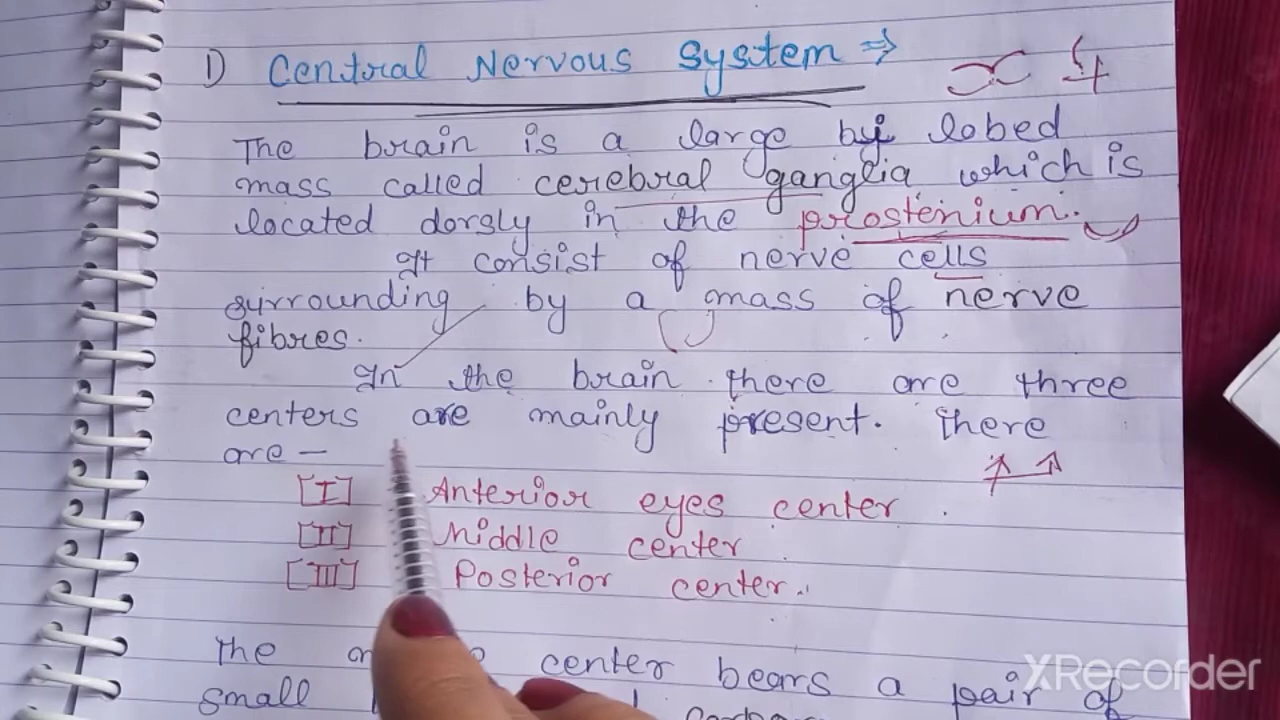 1) Central Nervous System ⇒
The brain is a large by lobed
mass called cerebral ganglia which is
located dorsly in the prostenium.
It consist of nerve cells
surrounding by a mass of nerve
fibres.
In the brain there are three
centers are mainly present. There
are —
[I] Anterior eyes center.
[II] Middle center.
[III] Posterior center.
The center bears a pair of
small
XRecorder